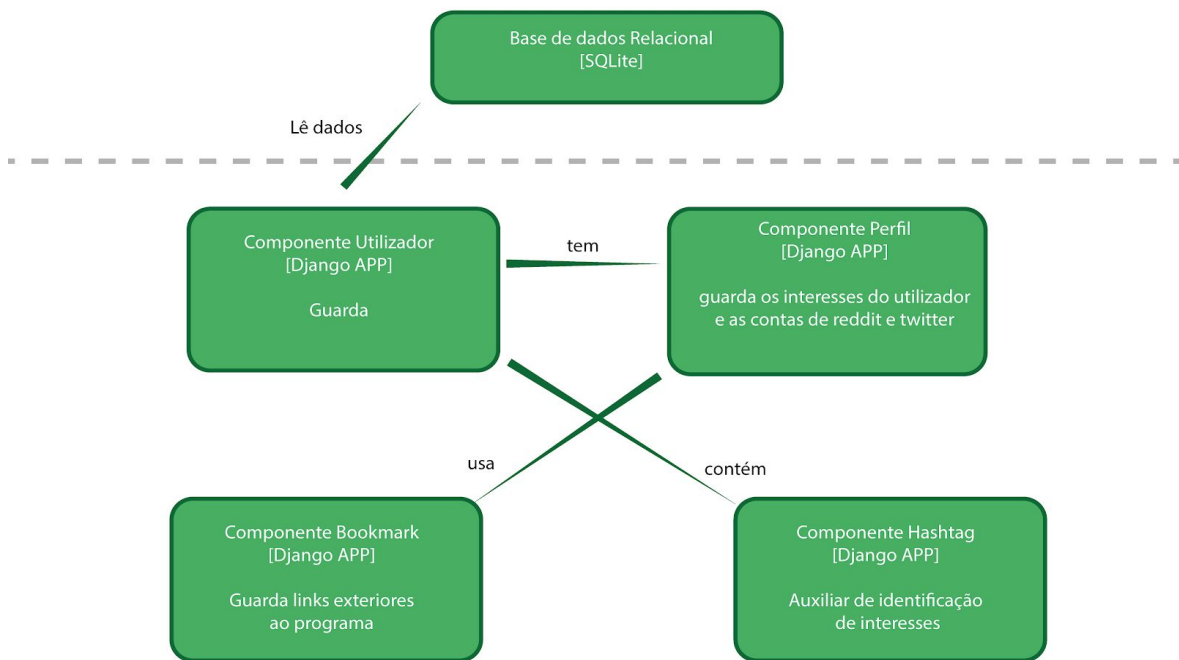 Base de dados Relacional
[SQLite]
Lê dados
Componente Utilizador
[Django APP]
Guarda
tem
Componente Perfil
[Django APP]
guarda os interesses do utilizador
e as contas de reddit e twitter
usa
contém
Componente Bookmark
[Django APP]
Guarda links exteriores
ao programa
Componente Hashtag
[Django APP]
Auxiliar de identificação
de interesses